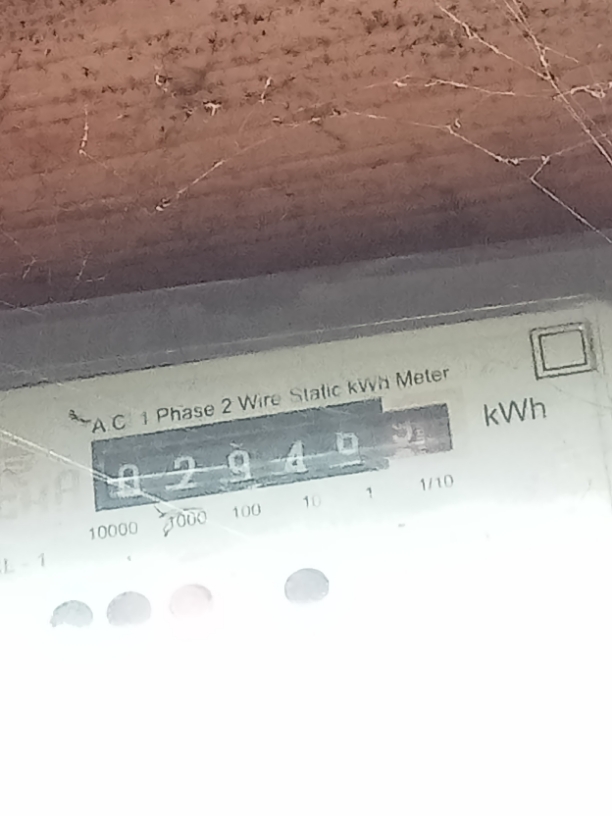 A.C. 1 Phase 2 Wire Static kWh Meter
0 2 9 4 9
kWh
10000 1000 100 10 1 1/10